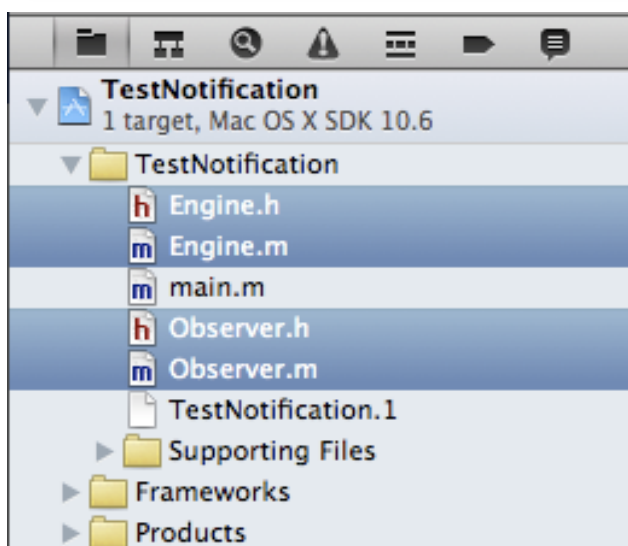 TestNotification
1 target, Mac OS X SDK 10.6
TestNotification
h Engine.h
m Engine.m
m main.m
h Observer.h
m Observer.m
TestNotification.1
Supporting Files
Frameworks
Products